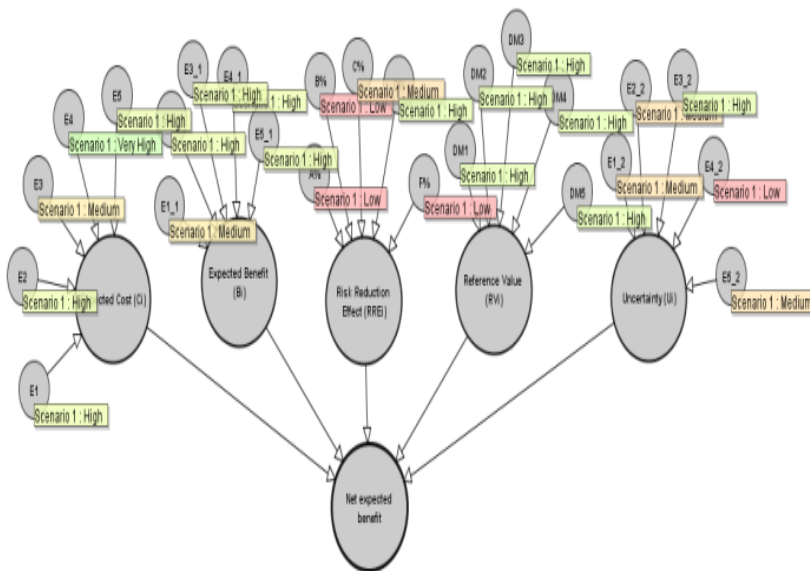 E1
Scenario 1 : High
E2
Scenario 1 : High
E3
Scenario 1 : Medium
E4
Scenario 1 : Very High
E5
Scenario 1 : High
cted Cost (Ci)
E1_1
Scenario 1 : Medium
Scenario 1 : High
E3_1
Scenario 1 : High
E4_1
1 : High
E5_1
Scenario 1 : High
Expected Benefit
(Bi)
A%
Scenario 1 : Low
B%
Scenario 1 : Low
C%
Scenario 1 : Medium
Scenario 1 : High
F%
Scenario 1 : Low
Risk Reduction
Effect (RREi)
DM1
Scenario 1 : High
DM2
Scenario 1 : High
DM3
Scenario 1 : High
DM4
Scenario 1 : High
DM5
Scenario 1 : High
Reference Value
(RVi)
E1_2
Scenario 1 : Medium
E2_2
Scenario 1 : Medium
E3_2
Scenario 1 : High
E4_2
Scenario 1 : Low
E5_2
Scenario 1 : Medium
Uncertainty (Ui)
Net expected
benefit